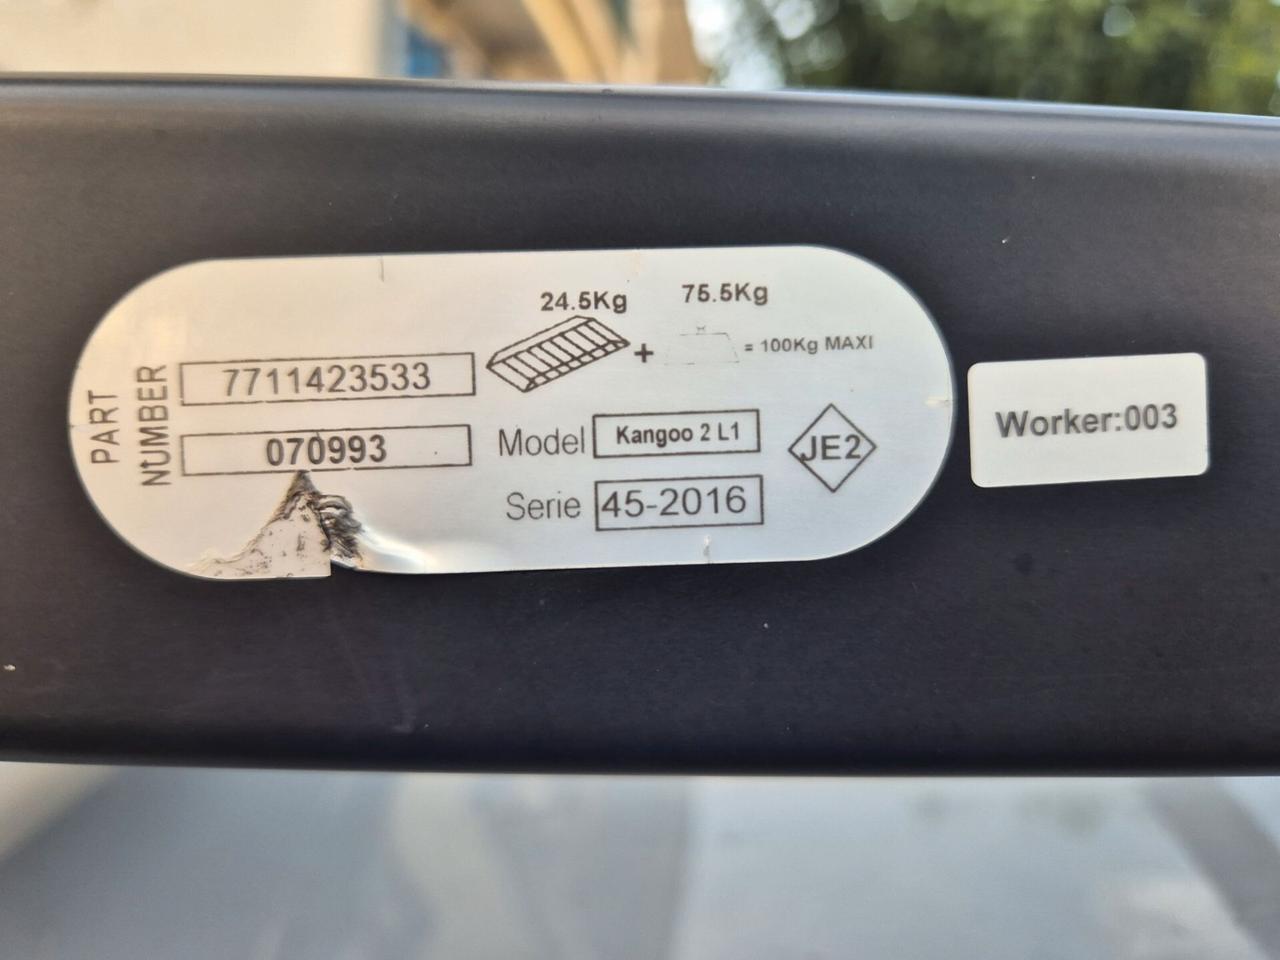 24.5Kg
75.5Kg
+
= 100Kg MAXI
PART
NUMBER
7711423533
070993
Model
Kangoo 2 L1
Serie
45-2016
JE2
Worker:003